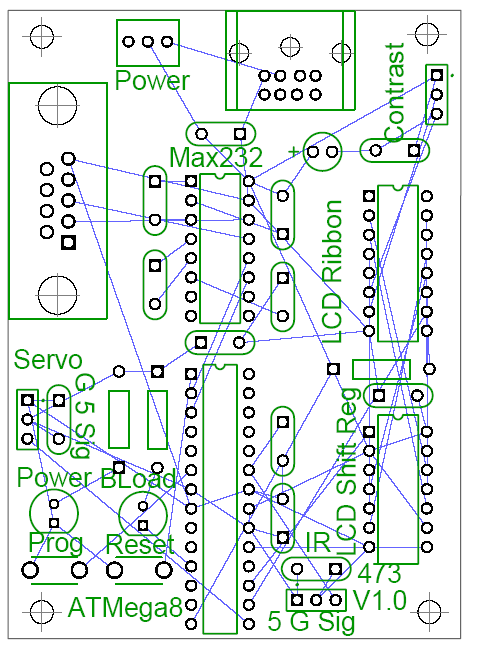 Power
Contrast
Max232
+
LCD Ribbon
Servo
G 5 Sig
LCD Shift Reg
Power BLoad
Prog
Reset
IR
473
ATMega8
V1.0
5 G Sig